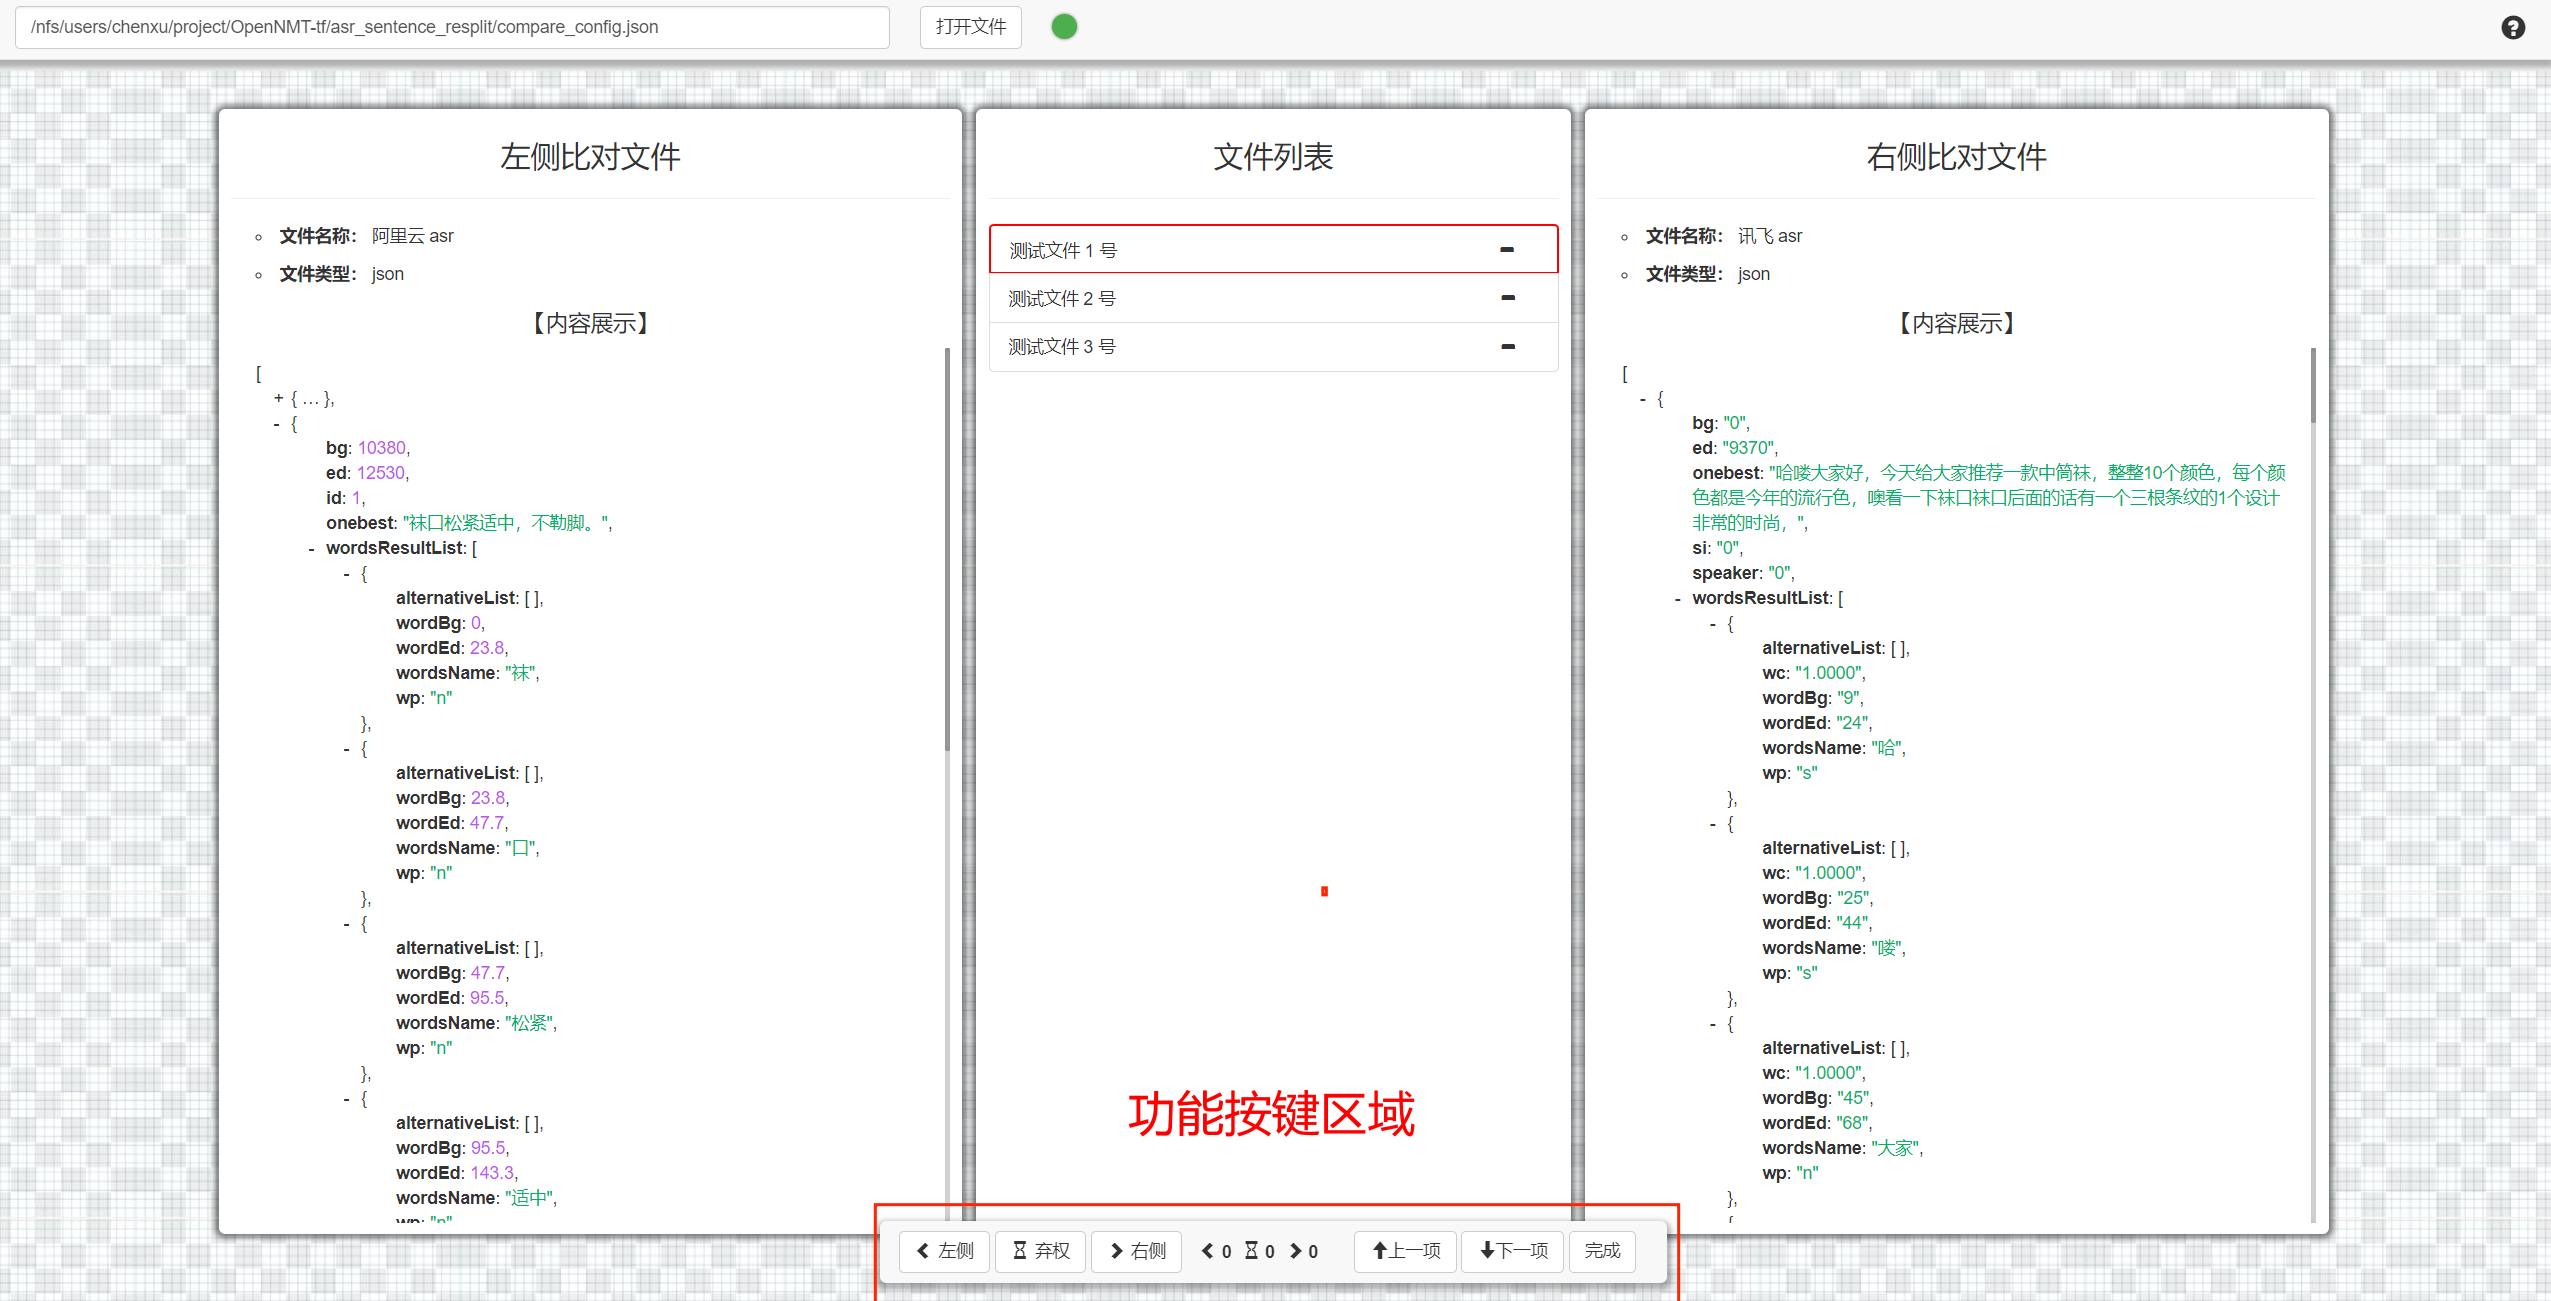 /nfs/users/chenxu/project/OpenNMT-tf/asr_sentence_resplit/compare_config.json
打开文件
左侧比对文件
文件名称： 阿里云 asr
文件类型： json
【内容展示】
[
+ { ... },
- {
bg: 10380,
ed: 12530,
id: 1,
onebest: "袜口松紧适中，不勒脚。",
- wordsResultList: [
- {
alternativeList: [ ],
wordBg: 0,
wordEd: 23.8,
wordsName: "袜",
wp: "n"
},
- {
alternativeList: [ ],
wordBg: 23.8,
wordEd: 47.7,
wordsName: "口",
wp: "n"
},
- {
alternativeList: [ ],
wordBg: 47.7,
wordEd: 95.5,
wordsName: "松紧",
wp: "n"
},
- {
alternativeList: [ ],
wordBg: 95.5,
wordEd: 143.3,
wordsName: "适中",
wp: "n"
文件列表
测试文件 1 号
测试文件 2 号
测试文件 3 号
功能按键区域
右侧比对文件
文件名称： 讯飞 asr
文件类型： json
【内容展示】
[
- {
bg: "0",
ed: "9370",
onebest: "哈喽大家好，今天给大家推荐一款中筒袜，整整10个颜色，每个颜
色都是今年的流行色，噢看一下袜口袜口后面的话有一个三根条纹的1个设计
非常的时尚，",
si: "0",
speaker: "0",
- wordsResultList: [
- {
alternativeList: [ ],
wc: "1.0000",
wordBg: "9",
wordEd: "24",
wordsName: "哈",
wp: "s"
},
- {
alternativeList: [ ],
wc: "1.0000",
wordBg: "25",
wordEd: "44",
wordsName: "喽",
wp: "s"
},
- {
alternativeList: [ ],
wc: "1.0000",
wordBg: "45",
wordEd: "68",
wordsName: "大家",
wp: "n"
},
- {
左侧 弃权 右侧 0 0 0 上一项 下一项 完成